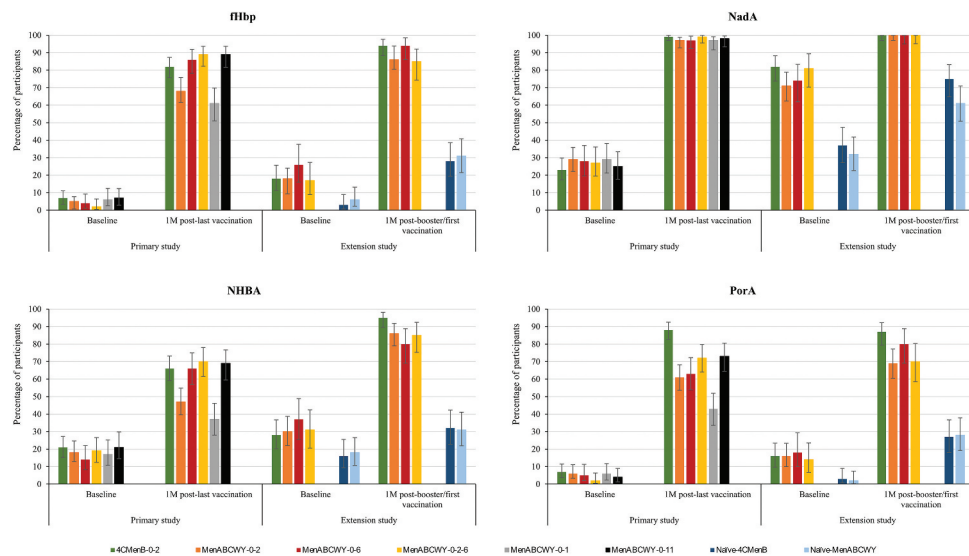 fHbp
Percentage of participants
100
90
80
70
60
50
40
30
20
10
0
Baseline
1M post-last vaccination
Baseline
1M post-booster/first
vaccination
Primary study
Extension study
NadA
Percentage of participants
100
90
80
70
60
50
40
30
20
10
0
Baseline
1M post-last vaccination
Baseline
1M post-booster/first
vaccination
Primary study
Extension study
NHBA
Percentage of participants
100
90
80
70
60
50
40
30
20
10
0
Baseline
1M post-last vaccination
Baseline
1M post-booster/first
vaccination
Primary study
Extension study
PorA
Percentage of participants
100
90
80
70
60
50
40
30
20
10
0
Baseline
1M post-last vaccination
Baseline
1M post-booster/first
vaccination
Primary study
Extension study
4CMenB-0-2 MenABCWY-0-2 MenABCWY-0-6 MenABCWY-0-2-6 MenABCWY-0-1 MenABCWY-0-11 Naïve-4CMenB Naïve-MenABCWY